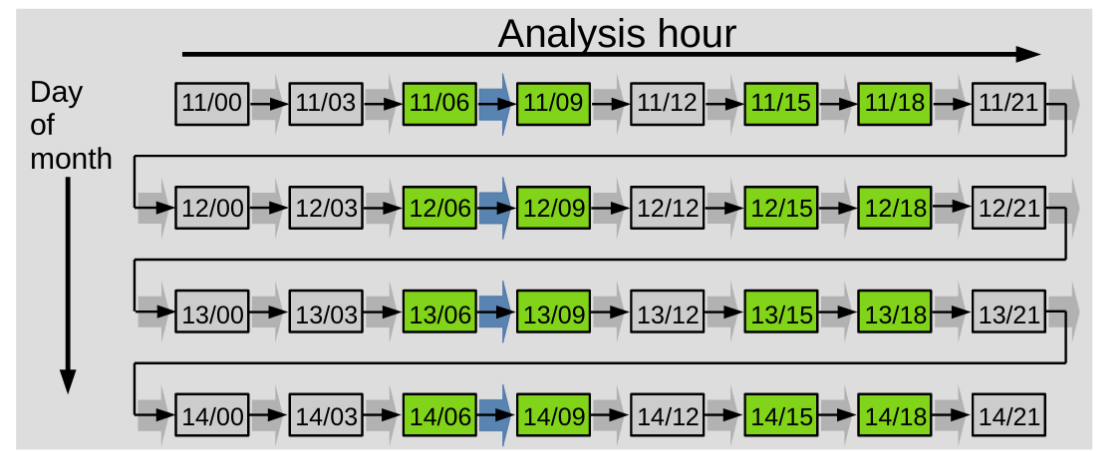 Analysis hour
Day
of
month
11/00 11/03 11/06 11/09 11/12 11/15 11/18 11/21
12/00 12/03 12/06 12/09 12/12 12/15 12/18 12/21
13/00 13/03 13/06 13/09 13/12 13/15 13/18 13/21
14/00 14/03 14/06 14/09 14/12 14/15 14/18 14/21